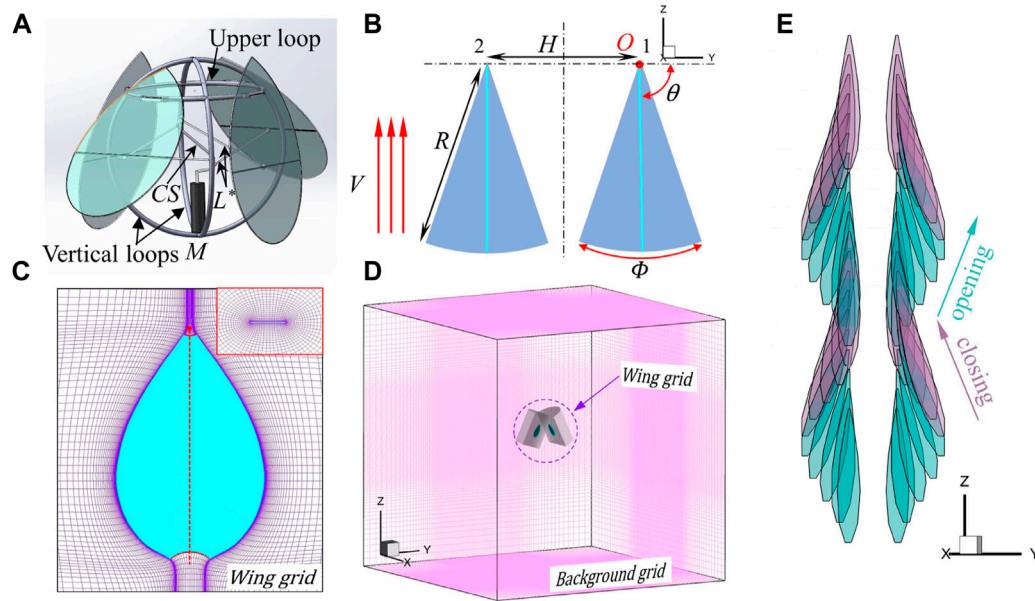 A
Upper loop
CS
L*
Vertical loops
M
B
2
H
O
1
Z
X
Y
θ
R
V
Φ
C
Wing grid
D
Wing grid
Z
Y
X
Background grid
E
opening
closing
Z
X
Y